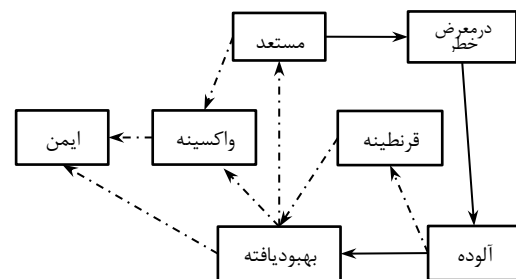 درمعرض
خطر
مستعد
قرنطینه
واکسینه
ایمن
آلوده
بهبودیافته